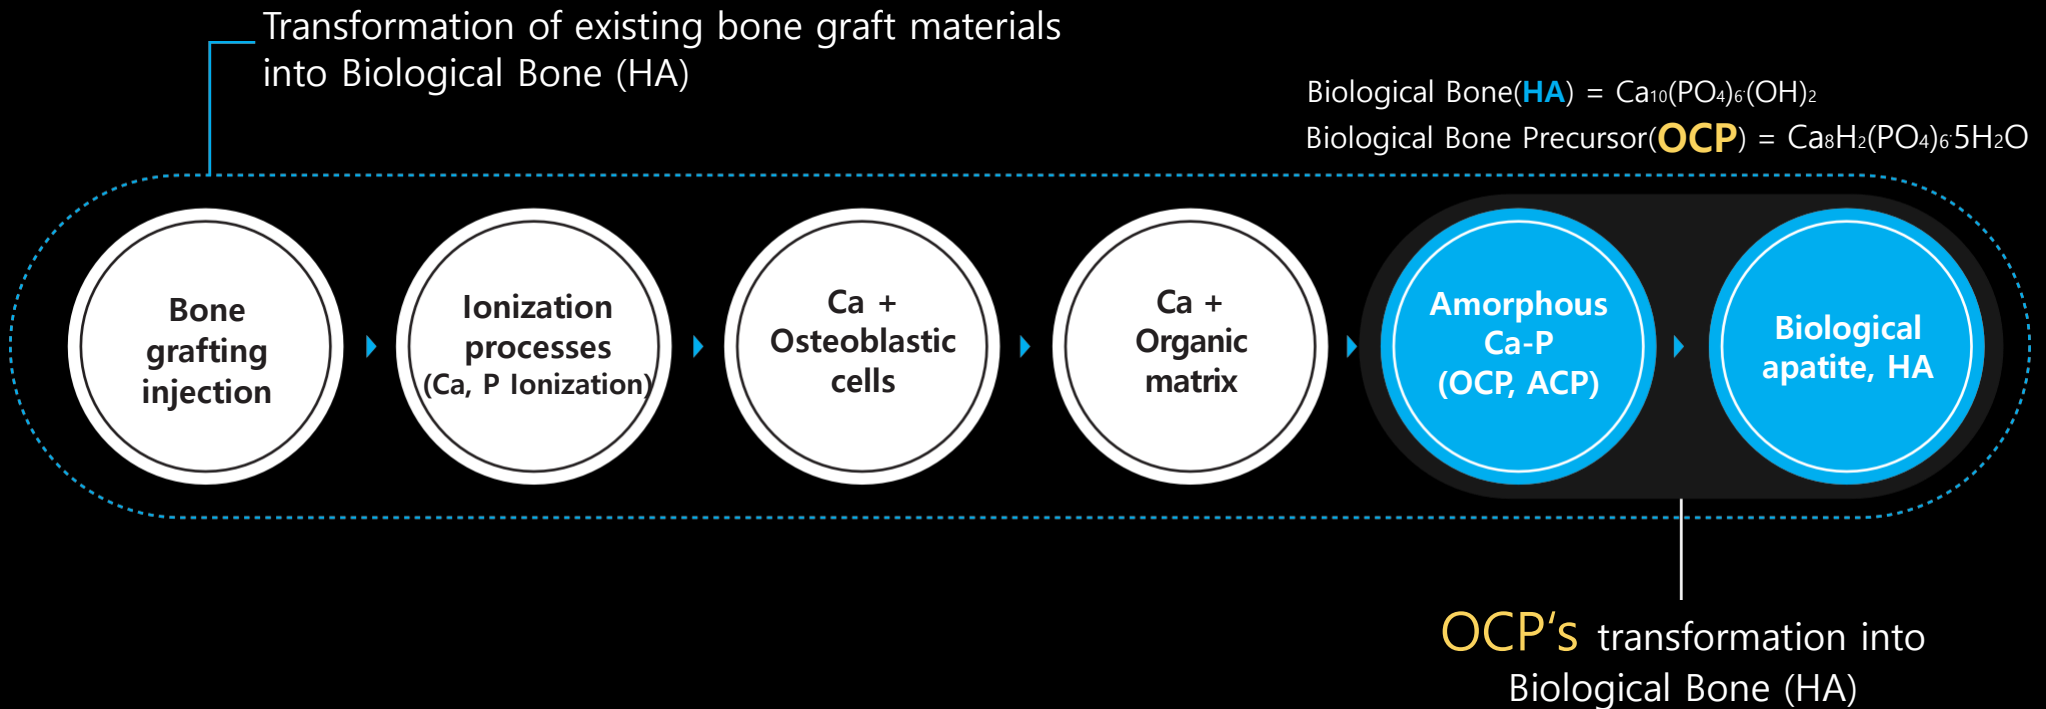 Transformation of existing bone graft materials
into Biological Bone (HA)
Biological Bone(HA) = Ca₁₀(PO₄)₆·(OH)₂
Biological Bone Precursor(OCP) = Ca₈H₂(PO₄)₆·5H₂O
Bone
grafting
injection
Ionization
processes
(Ca, P Ionization)
Ca +
Osteoblastic
cells
Ca +
Organic
matrix
Amorphous
Ca-P
(OCP, ACP)
Biological
apatite, HA
OCP‘s transformation into
Biological Bone (HA)